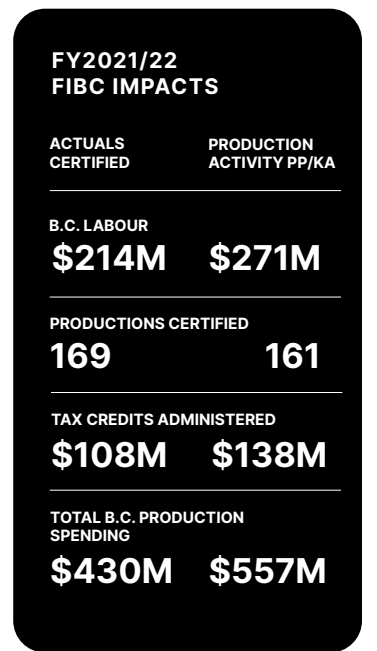 FY2021/22
FIBC IMPACTS
ACTUALS
CERTIFIED
PRODUCTION
ACTIVITY PP/KA
B.C. LABOUR
$214M $271M
PRODUCTIONS CERTIFIED
169 161
TAX CREDITS ADMINISTERED
$108M $138M
TOTAL B.C. PRODUCTION
SPENDING
$430M $557M